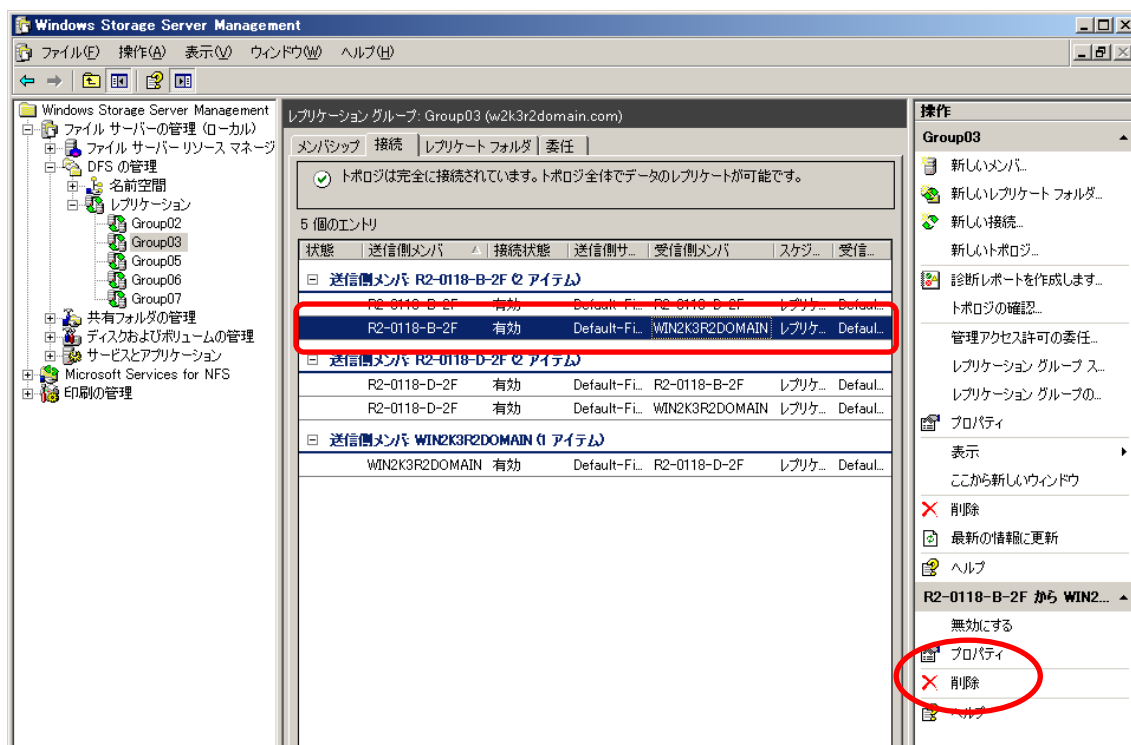 Windows Storage Server Management
ファイル(F) 操作(A) 表示(V) ウィンドウ(W) ヘルプ(H)
Windows Storage Server Management
ファイル サーバーの管理 (ローカル)
ファイル サーバー リソース マネージ
DFS の管理
名前空間
レプリケーション
Group02
Group03
Group05
Group06
Group07
共有フォルダの管理
ディスクおよびボリュームの管理
サービスとアプリケーション
Microsoft Services for NFS
印刷の管理
レプリケーション グループ: Group03 (w2k3r2domain.com)
メンバシップ 接続 レプリケート フォルダ 委任
トポロジは完全に接続されています。トポロジ全体でデータのレプリケートが可能です。
5 個のエントリ
状態 送信側メンバ 接続状態 送信側サ... 受信側メンバ スケジ... 受信...
送信側メンバ: R2-0118-B-2F (2 アイテム)
R2-0118-B-2F 有効 Default-Fi... R2-0118-D-2F レプリケ... Defaul...
R2-0118-B-2F 有効 Default-Fi... WIN2K3R2DOMAIN レプリケ... Defaul...
送信側メンバ: R2-0118-D-2F (2 アイテム)
R2-0118-D-2F 有効 Default-Fi... R2-0118-B-2F レプリケ... Defaul...
R2-0118-D-2F 有効 Default-Fi... WIN2K3R2DOMAIN レプリケ... Defaul...
送信側メンバ: WIN2K3R2DOMAIN (1 アイテム)
WIN2K3R2DOMAIN 有効 Default-Fi... R2-0118-D-2F レプリケ... Defaul...
操作
Group03
新しいメンバ...
新しいレプリケート フォルダ...
新しい接続...
新しいトポロジ...
診断レポートを作成します...
トポロジの確認...
管理アクセス許可の委任...
レプリケーション グループ ス...
レプリケーション グループの...
プロパティ
表示
ここから新しいウィンドウ
削除
最新の情報に更新
ヘルプ
R2-0118-B-2F から WIN2...
無効にする
プロパティ
削除
ヘルプ